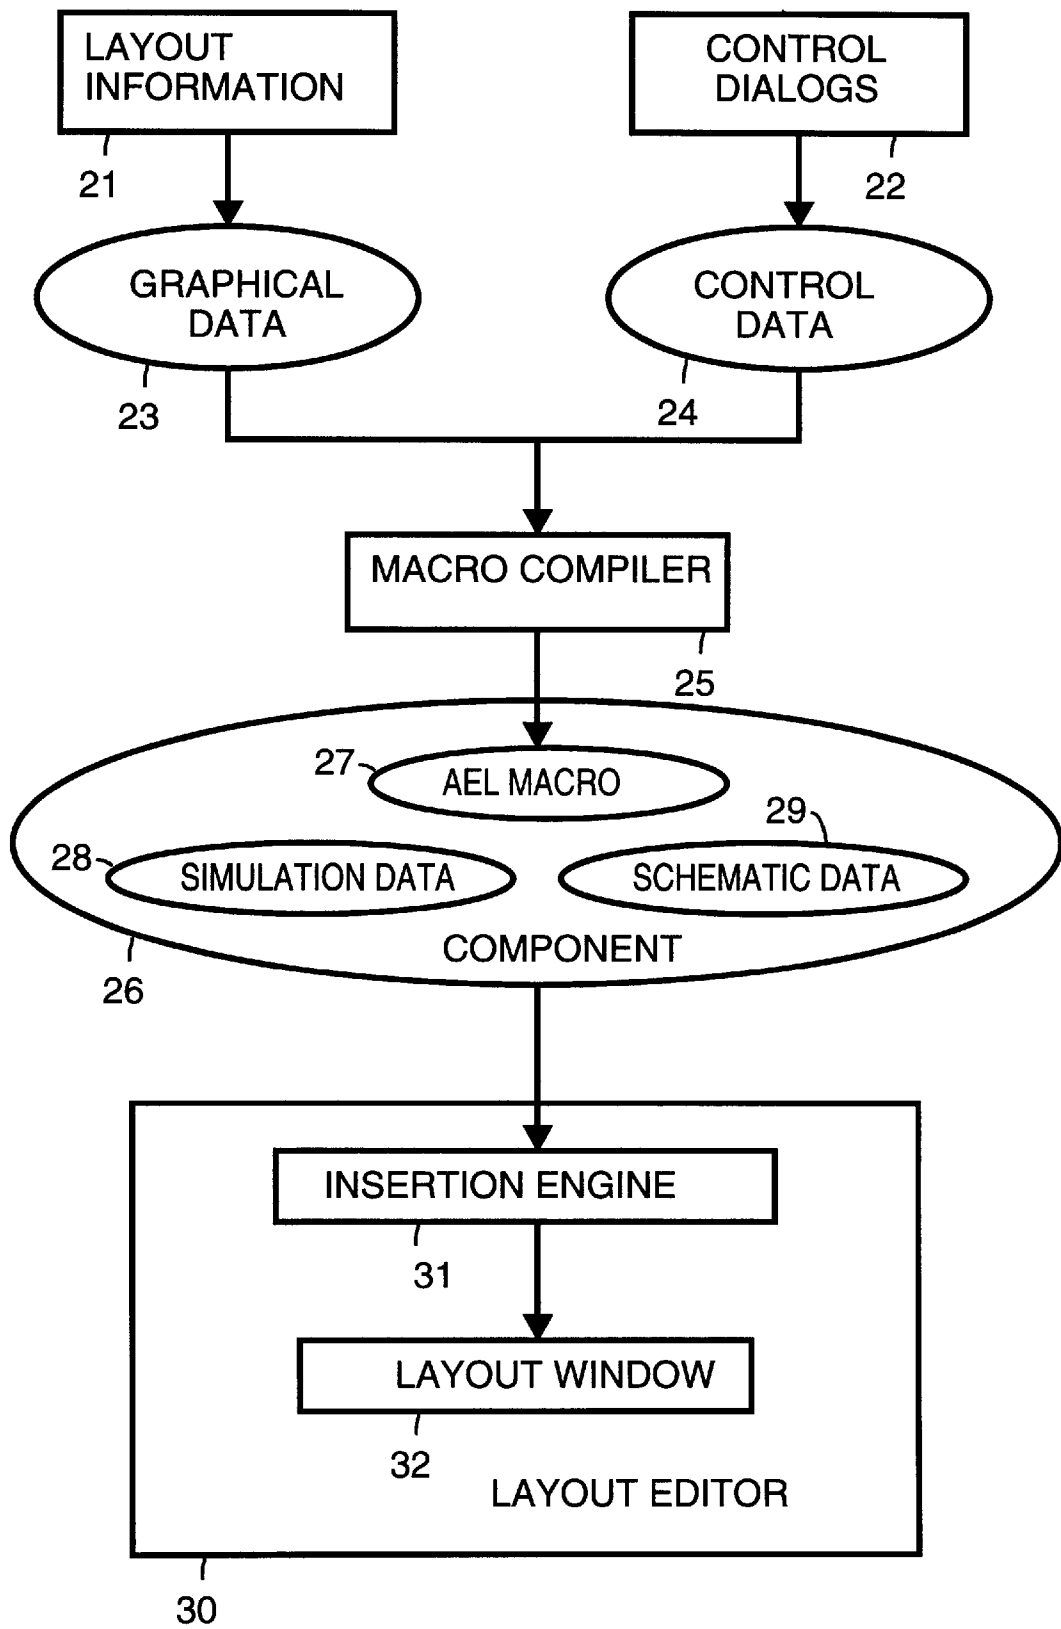 LAYOUT
INFORMATION
CONTROL
DIALOGS
21
22
GRAPHICAL
DATA
CONTROL
DATA
23
24
MACRO COMPILER
25
27
AEL MACRO
28
SIMULATION DATA
29
SCHEMATIC DATA
COMPONENT
26
INSERTION ENGINE
31
LAYOUT WINDOW
32
LAYOUT EDITOR
30